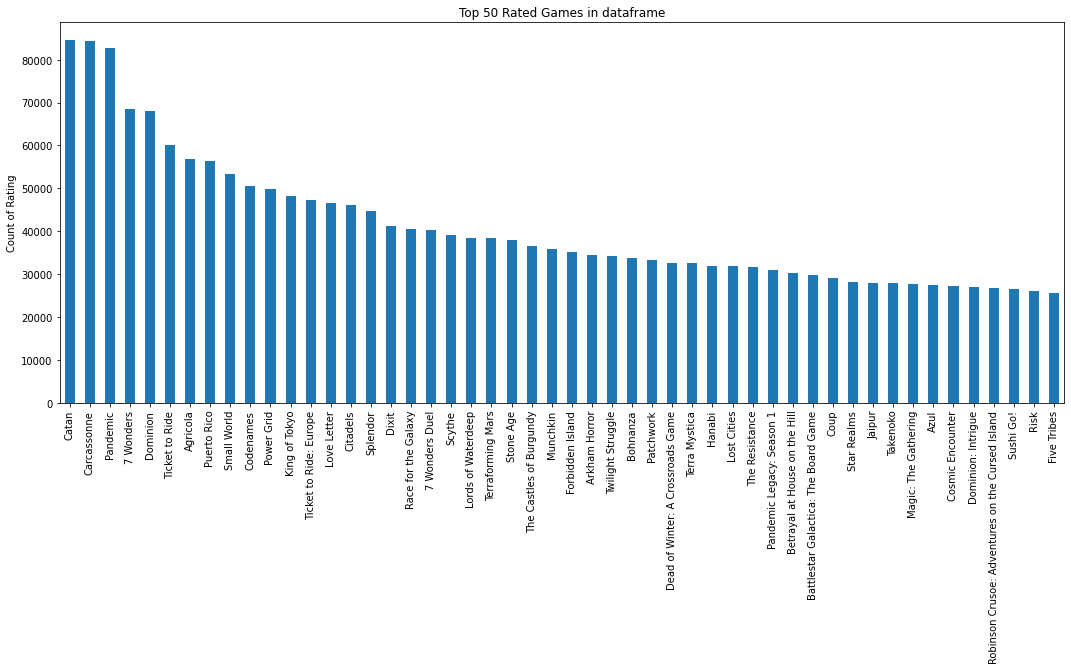 Top 50 Rated Games in dataframe
Count of Rating
80000
70000
60000
50000
40000
30000
20000
10000
0
Catan
Carcassonne
Pandemic
7 Wonders
Dominion
Ticket to Ride
Agricola
Puerto Rico
Small World
Codenames
Power Grid
King of Tokyo
Ticket to Ride: Europe
Love Letter
Citadels
Splendor
Dixit
Race for the Galaxy
7 Wonders Duel
Scythe
Lords of Waterdeep
Terraforming Mars
Stone Age
The Castles of Burgundy
Munchkin
Forbidden Island
Arkham Horror
Twilight Struggle
Bohnanza
Patchwork
Dead of Winter: A Crossroads Game
Terra Mystica
Hanabi
Lost Cities
The Resistance
Pandemic Legacy: Season 1
Betrayal at House on the Hill
Battlestar Galactica: The Board Game
Coup
Star Realms
Jaipur
Takenoko
Magic: The Gathering
Azul
Cosmic Encounter
Dominion: Intrigue
Robinson Crusoe: Adventures on the Cursed Island
Sushi Go!
Risk
Five Tribes